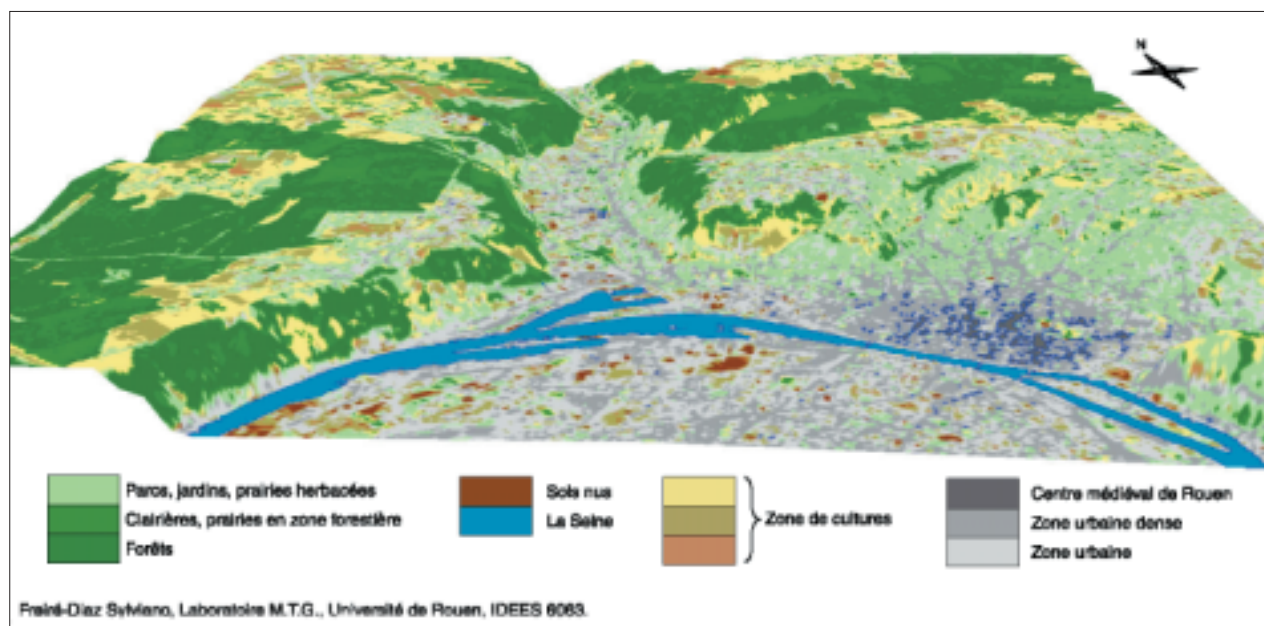 N
Parcs, jardins, prairies herbacées
Clairières, prairies en zone forestière
Forêts
Sols nus
La Seine
Zone de cultures
Centre médiéval de Rouen
Zone urbaine dense
Zone urbaine
Freiré-Diaz Sylviano, Laboratoire M.T.G., Université de Rouen, IDEES 6063.